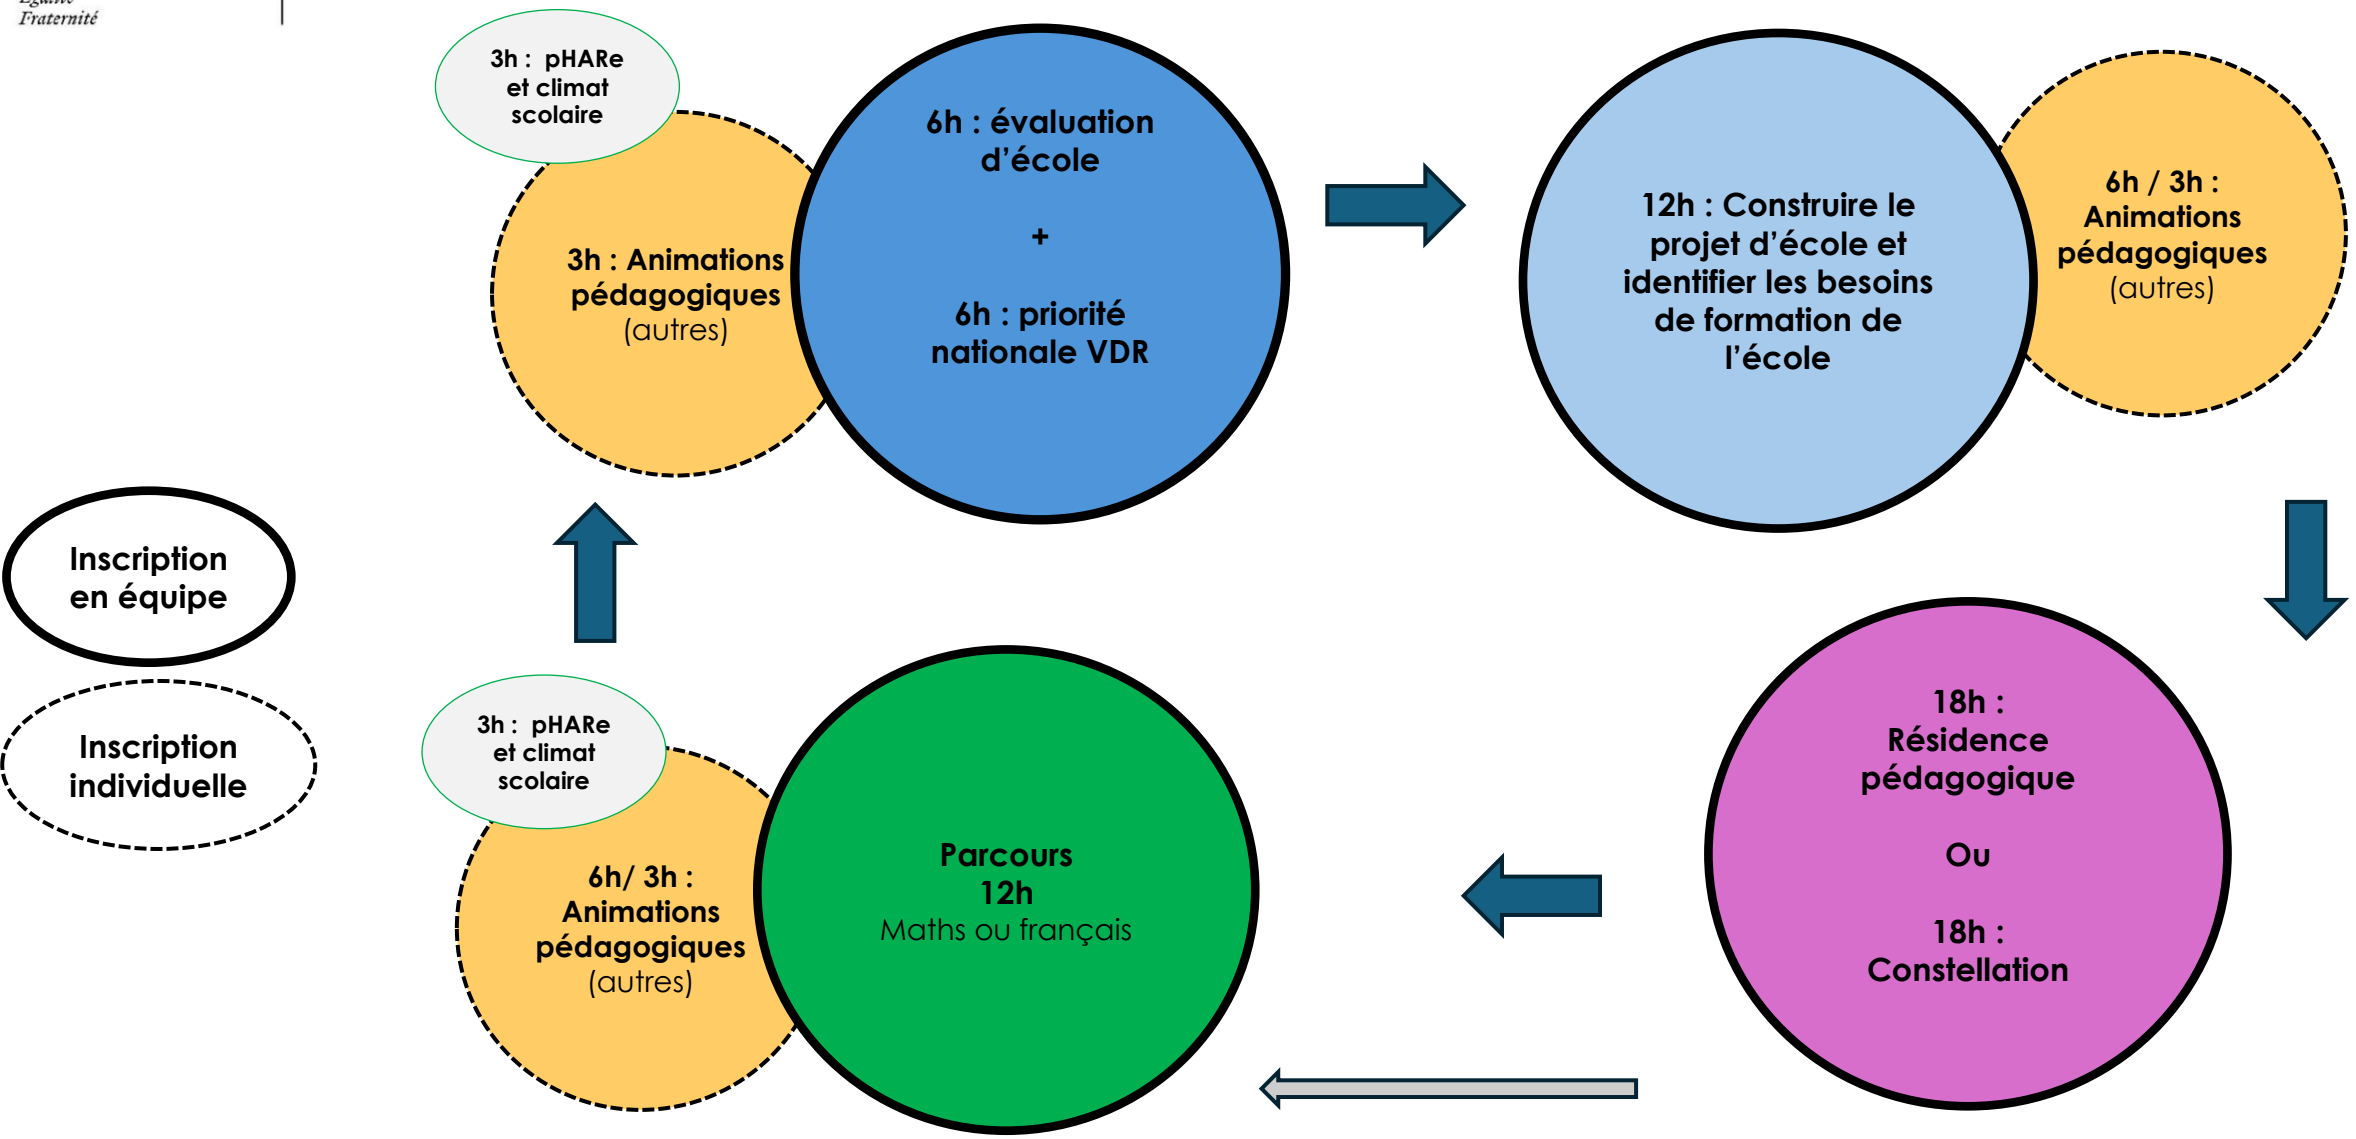 Fraternité
3h : pHARe
et climat
scolaire
3h : Animations
pédagogiques
(autres)
6h : évaluation
d’école
+
6h : priorité
nationale VDR
12h : Construire le
projet d’école et
identifier les besoins
de formation de
l’école
6h / 3h :
Animations
pédagogiques
(autres)
Inscription
en équipe
Inscription
individuelle
3h : pHARe
et climat
scolaire
6h/ 3h :
Animations
pédagogiques
(autres)
Parcours
12h
Maths ou français
18h :
Résidence
pédagogique
Ou
18h :
Constellation